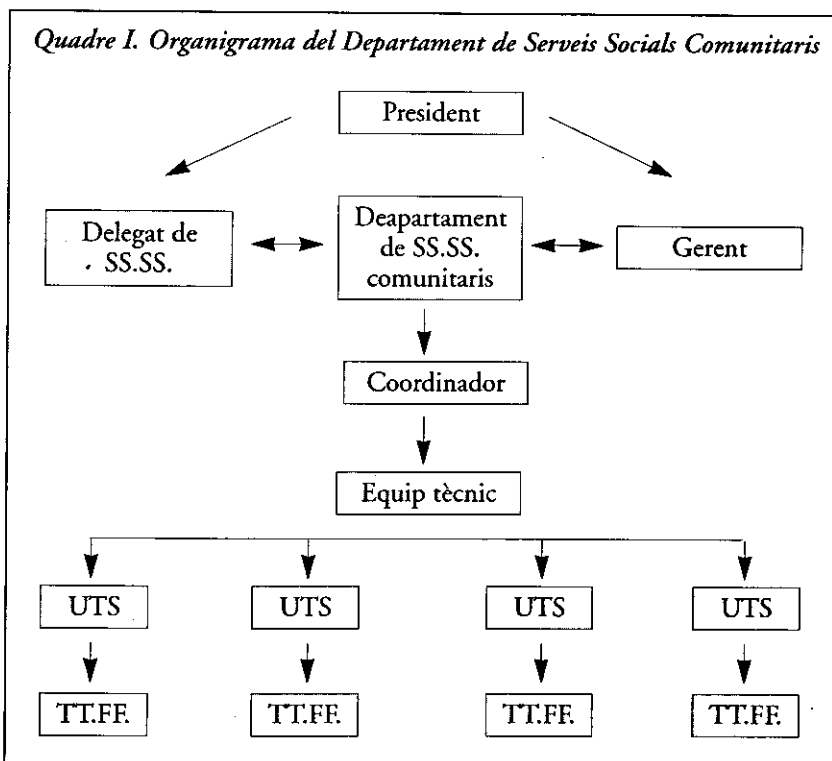 Quadre I. Organigrama del Departament de Serveis Socials Comunitaris
President
Delegat de
SS.SS.
Deapartament
de SS.SS.
comunitaris
Gerent
Coordinador
Equip tècnic
UTS
UTS
UTS
UTS
TT.FF.
TT.FF.
TT.FF.
TT.FF.